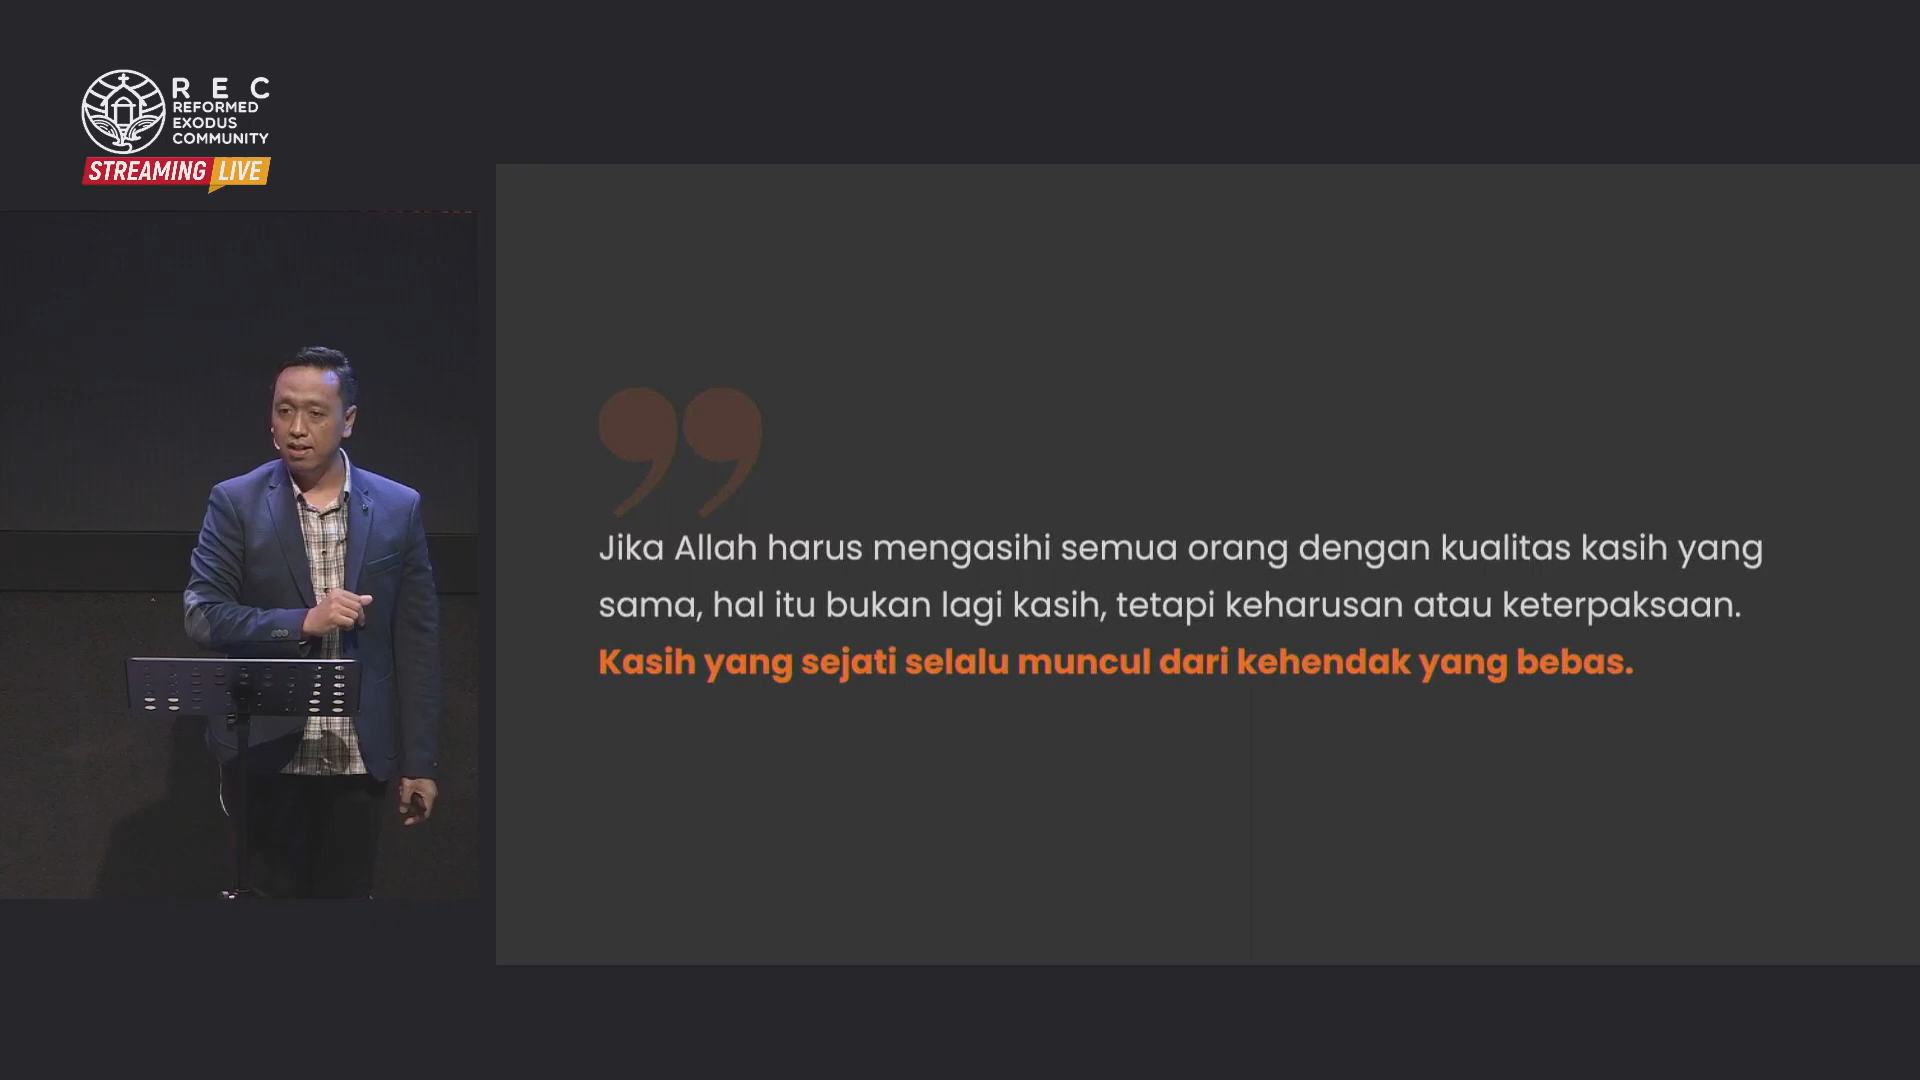 R E C
REFORMED
EXODUS
COMMUNITY
STREAMING LIVE
Jika Allah harus mengasihi semua orang dengan kualitas kasih yang
sama, hal itu bukan lagi kasih, tetapi keharusan atau keterpaksaan.
Kasih yang sejati selalu muncul dari kehendak yang bebas.